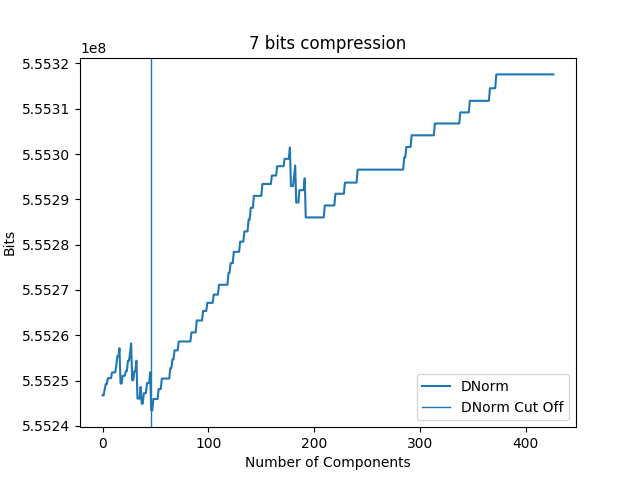 7 bits compression
1e8
5.5532
5.5531
5.5530
5.5529
5.5528
5.5527
5.5526
5.5525
5.5524
Bits
0 100 200 300 400
Number of Components
DNorm
DNorm Cut Off